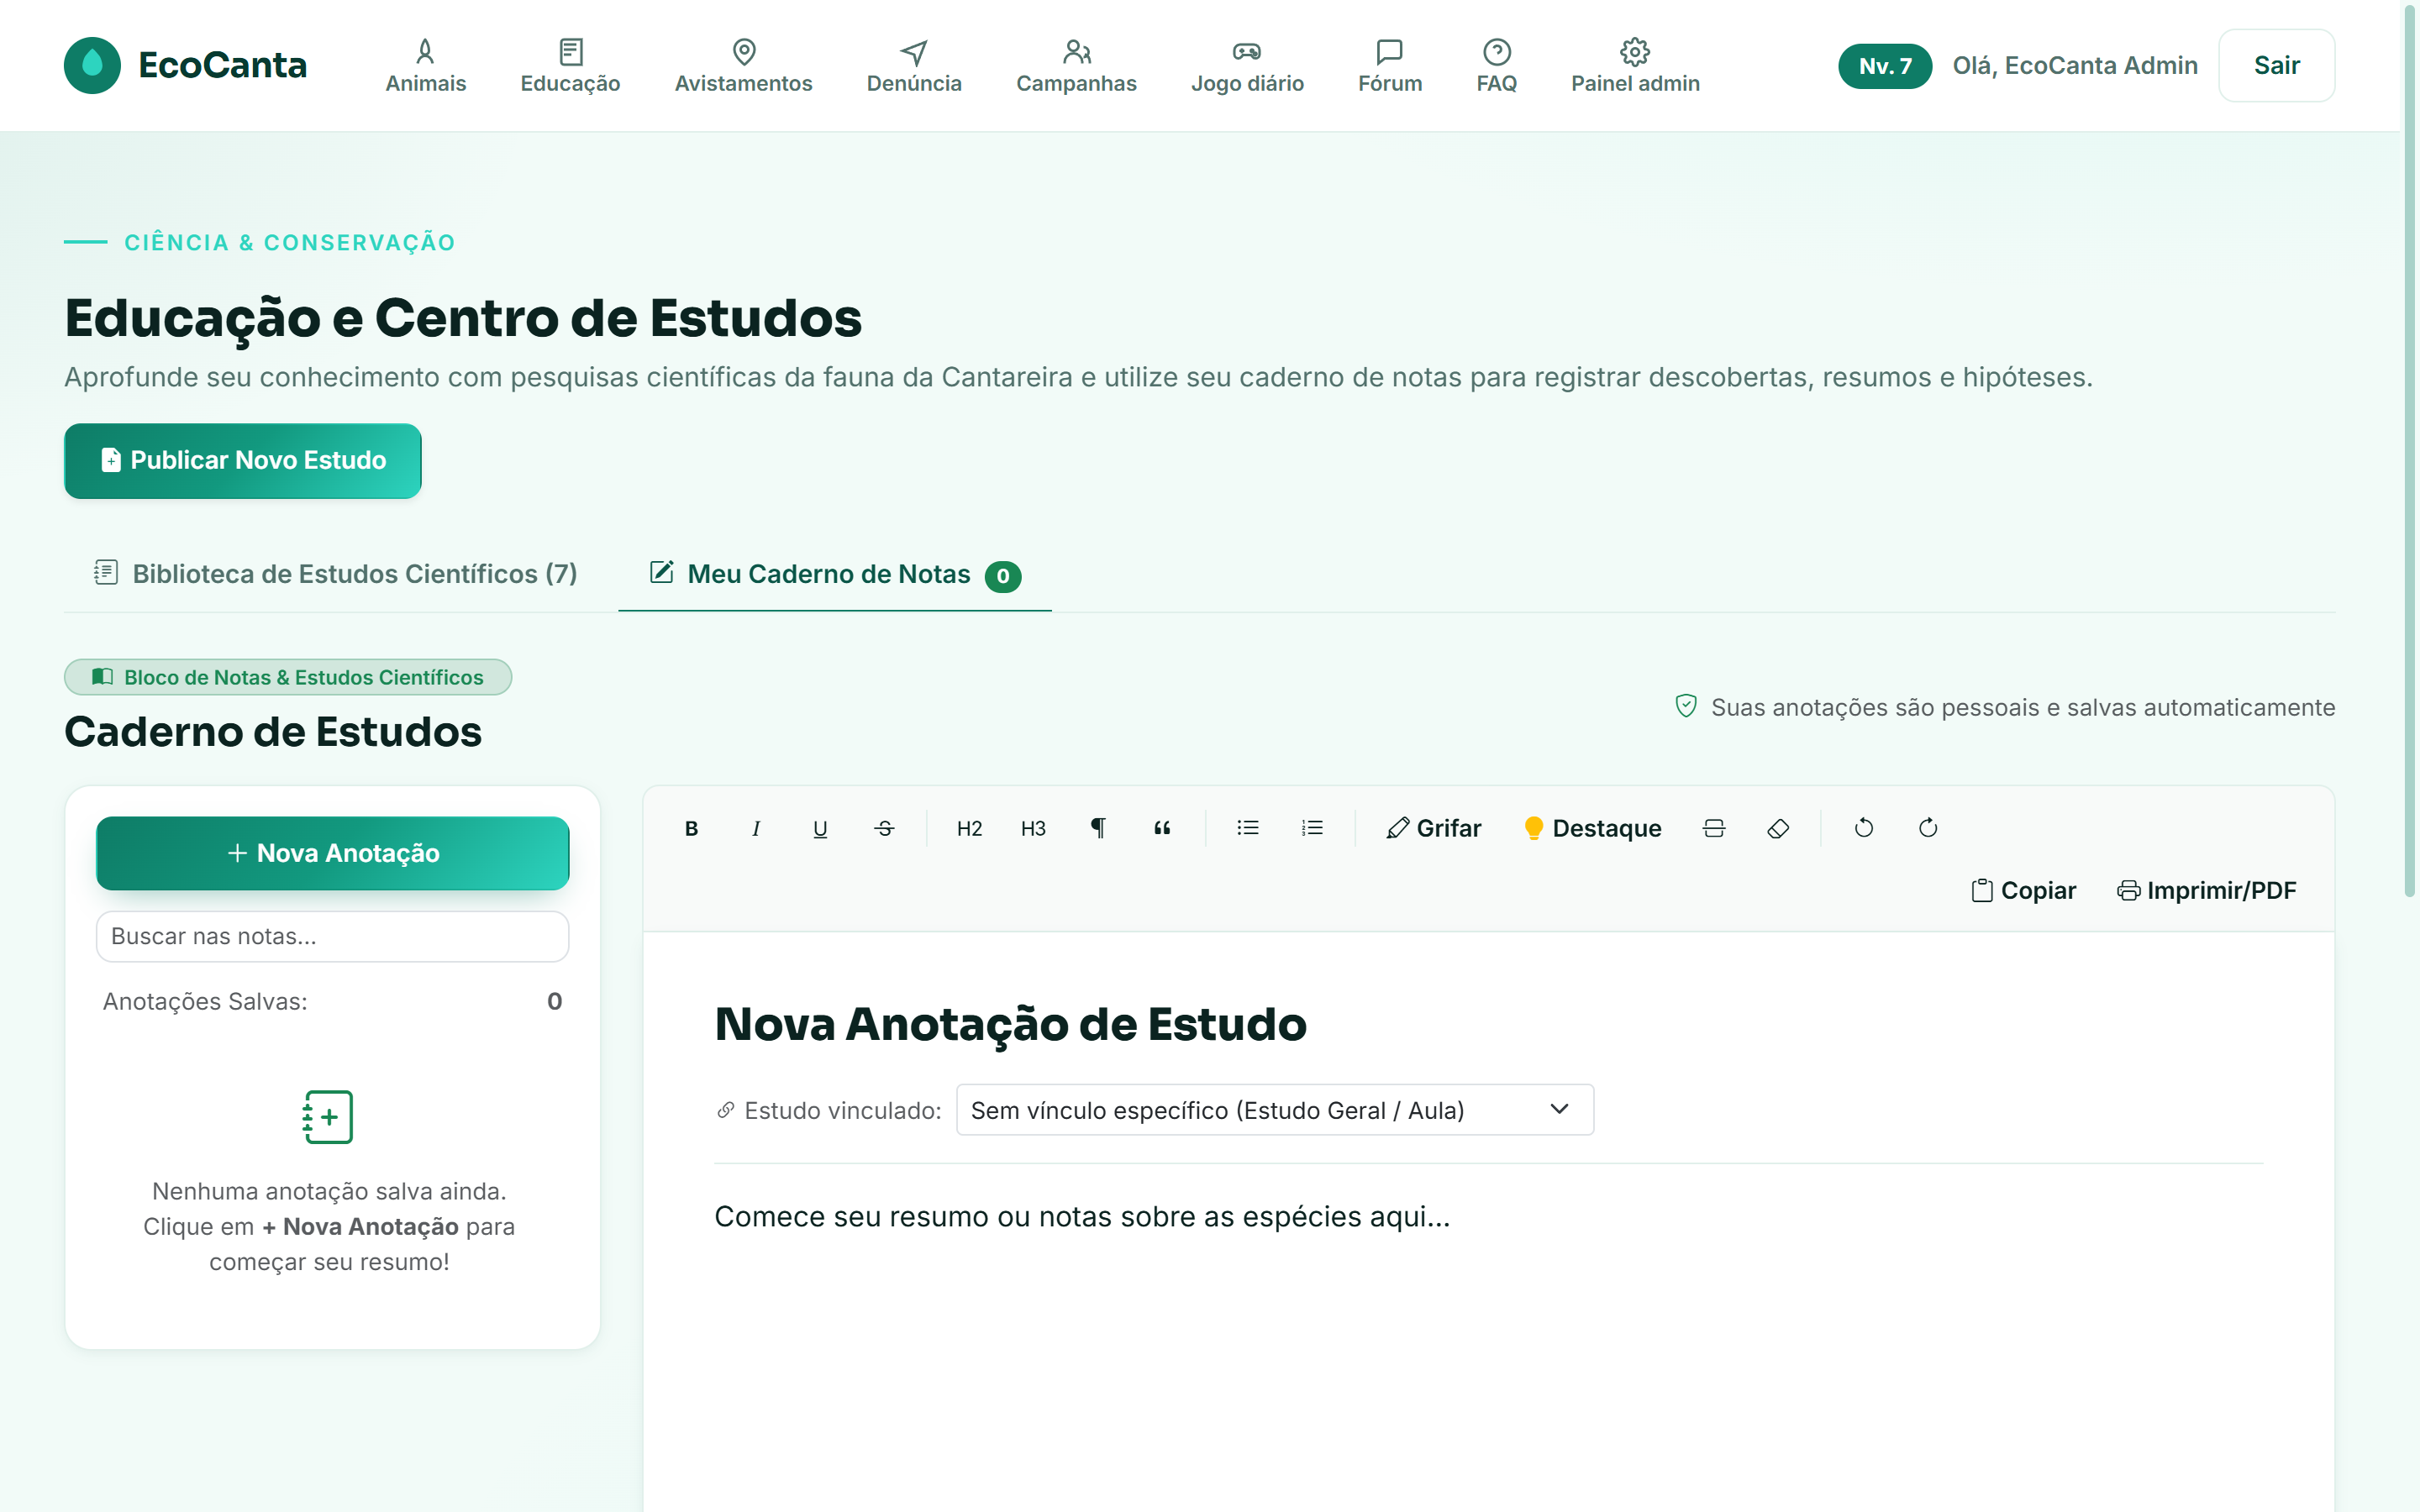 EcoCanta
Animais
Educação
Avistamentos
Denúncia
Campanhas
Jogo diário
Fórum
FAQ
Painel admin
Nv. 7
Olá, EcoCanta Admin
Sair
CIÊNCIA & CONSERVAÇÃO
Educação e Centro de Estudos
Aprofunde seu conhecimento com pesquisas científicas da fauna da Cantareira e utilize seu caderno de notas para registrar descobertas, resumos e hipóteses.
Publicar Novo Estudo
Biblioteca de Estudos Científicos (7)
Meu Caderno de Notas 0
Bloco de Notas & Estudos Científicos
Caderno de Estudos
Suas anotações são pessoais e salvas automaticamente
+ Nova Anotação
Buscar nas notas...
Anotações Salvas: 0
Nenhuma anotação salva ainda.
Clique em + Nova Anotação para
começar seu resumo!
B I U S H2 H3 ¶ “ Grifar Destaque
Copiar Imprimir/PDF
Nova Anotação de Estudo
Estudo vinculado: Sem vínculo específico (Estudo Geral / Aula)
Comece seu resumo ou notas sobre as espécies aqui...